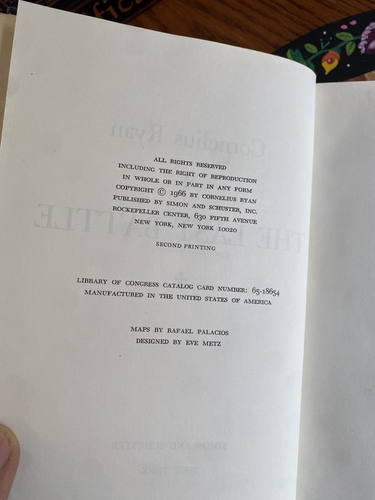 ALL RIGHTS RESERVED
INCLUDING THE RIGHT OF REPRODUCTION
IN WHOLE OR IN PART IN ANY FORM
COPYRIGHT © 1966 BY CORNELIUS RYAN
PUBLISHED BY SIMON AND SCHUSTER, INC.
ROCKEFELLER CENTER, 630 FIFTH AVENUE
NEW YORK, NEW YORK 10020
SECOND PRINTING
LIBRARY OF CONGRESS CATALOG CARD NUMBER: 65-18654
MANUFACTURED IN THE UNITED STATES OF AMERICA
MAPS BY RAFAEL PALACIOS
DESIGNED BY EVE METZ